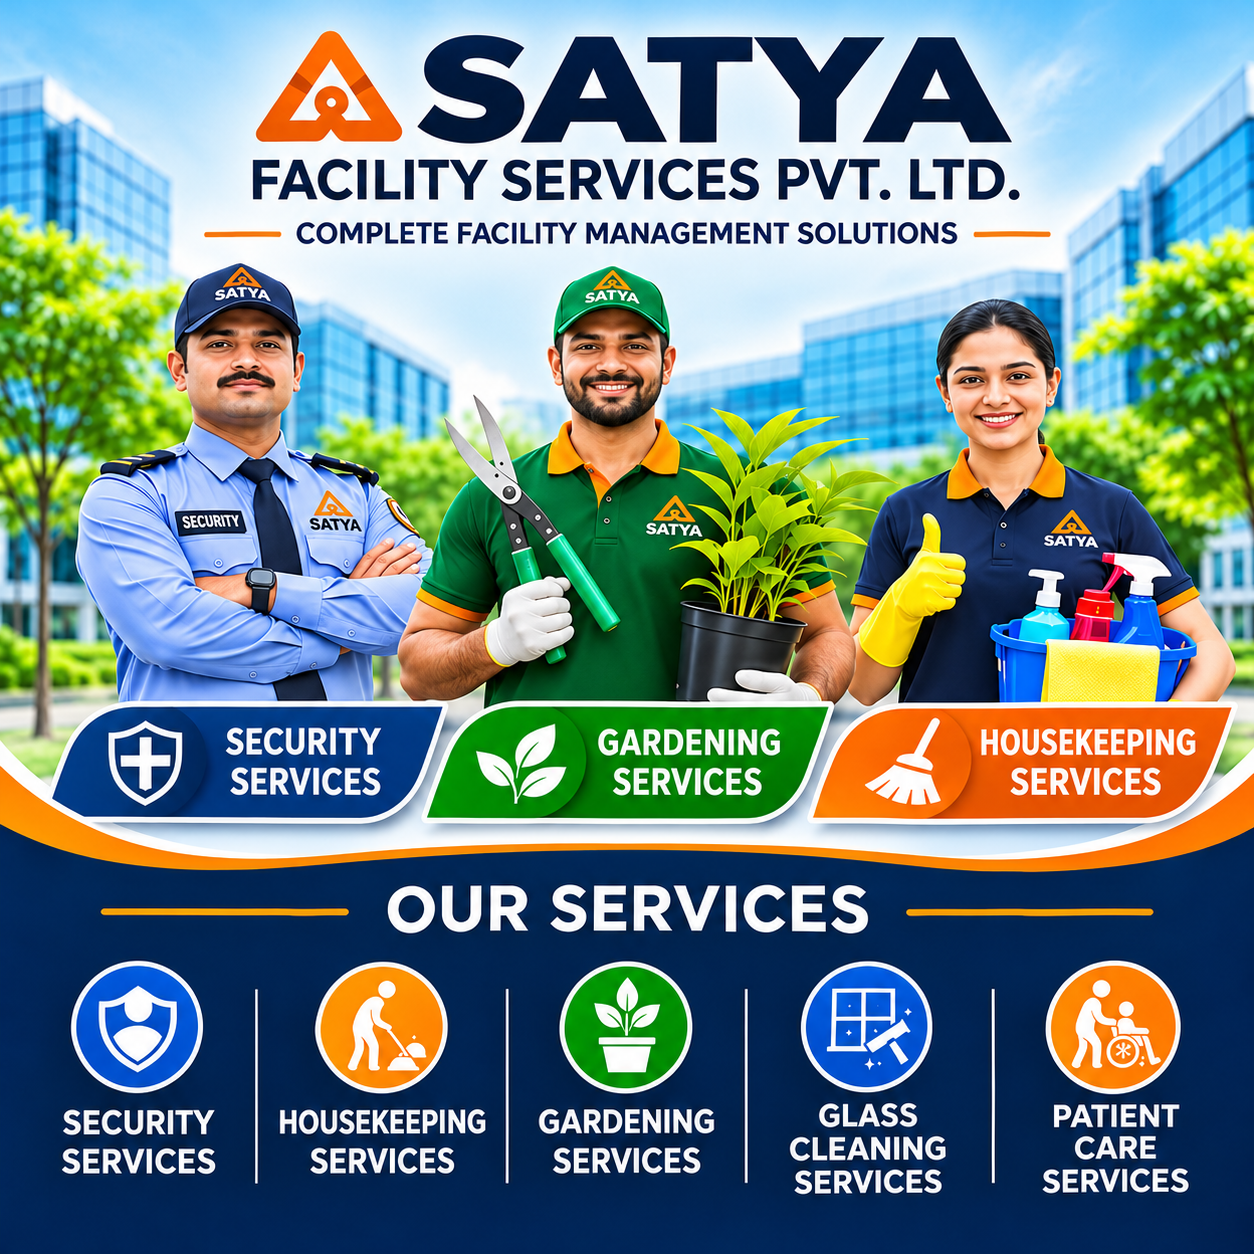 SATYA
FACILITY SERVICES PVT. LTD.
COMPLETE FACILITY MANAGEMENT SOLUTIONS
SATYA
SATYA
SECURITY
SATYA
SATYA
SATYA
SECURITY
SERVICES
GARDENING
SERVICES
HOUSEKEEPING
SERVICES
OUR SERVICES
SECURITY
SERVICES
HOUSEKEEPING
SERVICES
GARDENING
SERVICES
GLASS
CLEANING
SERVICES
PATIENT
CARE
SERVICES